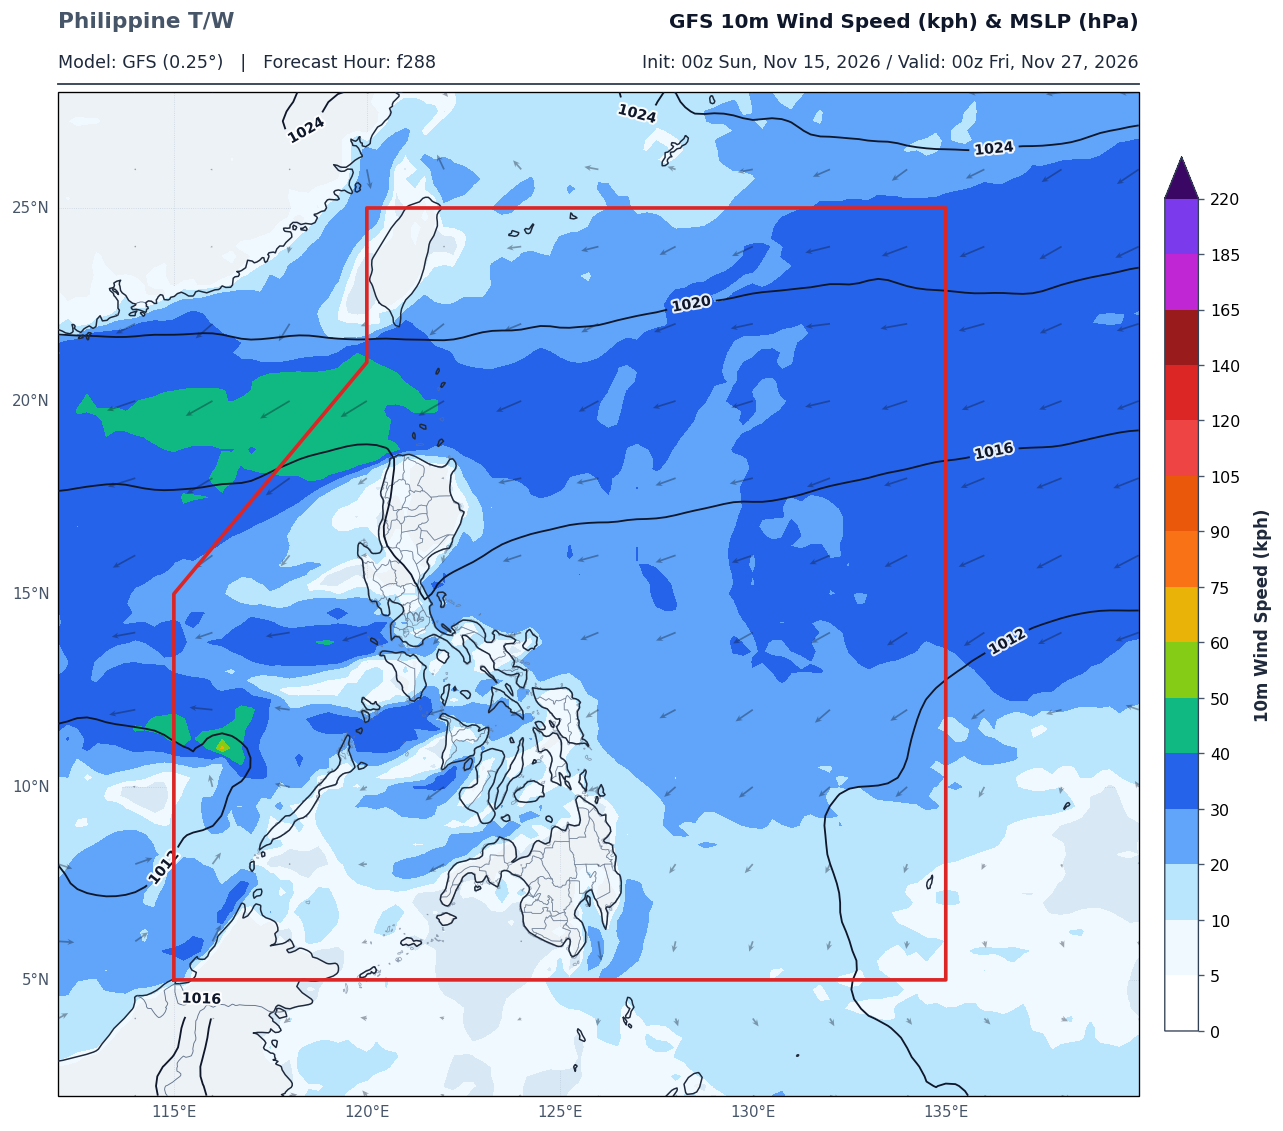 Philippine T/W
GFS 10m Wind Speed (kph) & MSLP (hPa)
Model: GFS (0.25°) | Forecast Hour: f288
Init: 00z Sun, Nov 15, 2026 / Valid: 00z Fri, Nov 27, 2026
1024
1024
1024
25°N
1020
20°N
1016
15°N
1012
10°N
1012
5°N
1016
115°E
120°E
125°E
130°E
135°E
220
185
165
140
120
105
90
75
60
50
40
30
20
10
5
0
10m Wind Speed (kph)